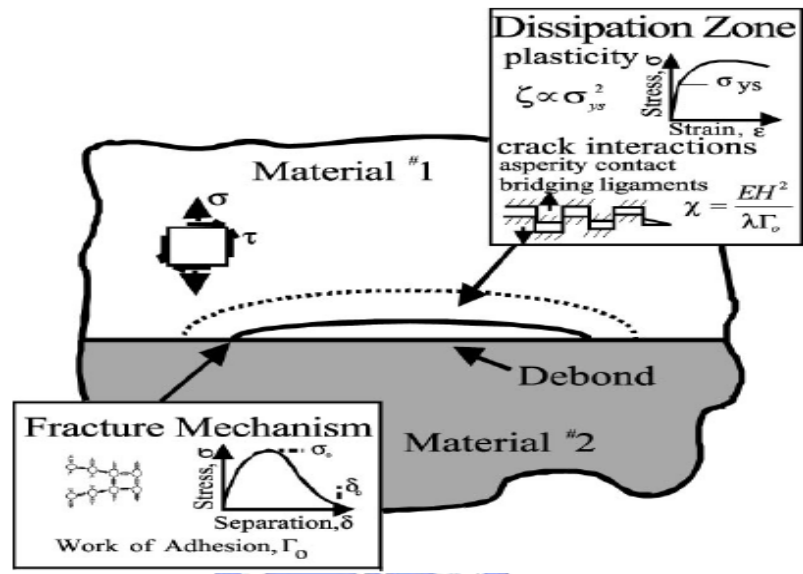 Dissipation Zone
plasticity
ζ∝σys²
Stress, σ
σys
Strain, ε
crack interactions
asperity contact
bridging ligaments
χ = EH²/λΓₒ
Material #1
σ
τ
Debond
Material #2
Fracture Mechanism
Stress, σ
σₒ
δₒ
Separation, δ
Work of Adhesion, ΓO